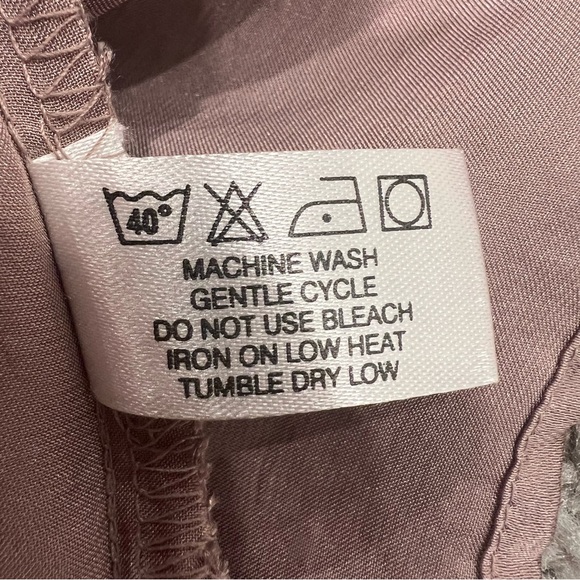 40°
MACHINE WASH
GENTLE CYCLE
DO NOT USE BLEACH
IRON ON LOW HEAT
TUMBLE DRY LOW